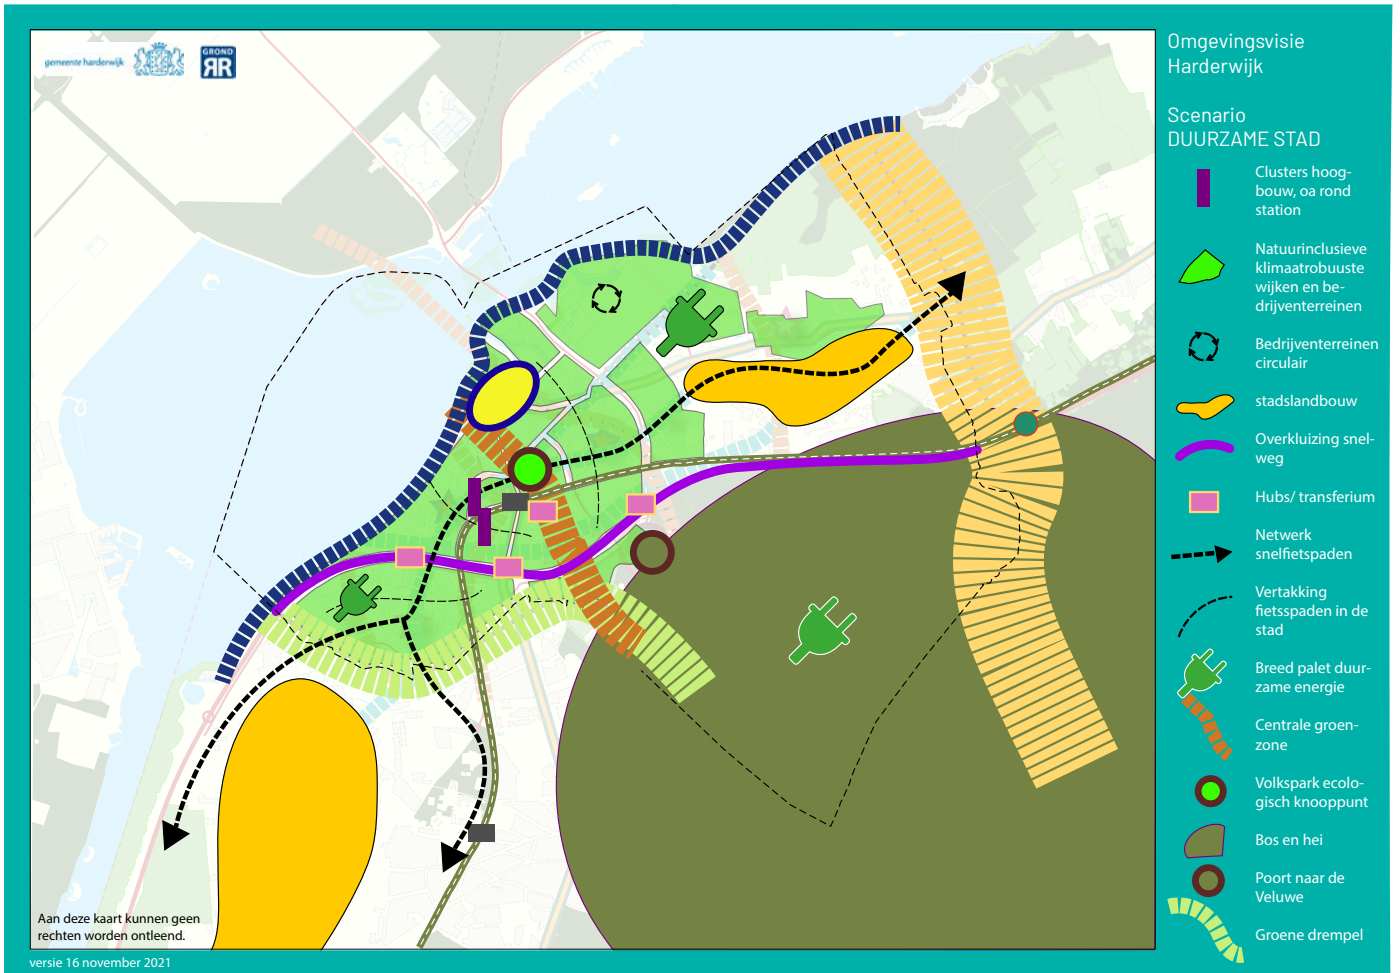 gemeente harderwijk
GROND
RR
Omgevingsvisie
Harderwijk
Scenario
DUURZAME STAD
Clusters hoog-
bouw, oa rond
station
Natuurinclusieve
klimaatrobuuste
wijken en be-
drijventerreinen
Bedrijventerreinen
circulair
stadslandbouw
Overkluizing snel-
weg
Hubs/ transferium
Netwerk
snelfietspaden
Vertakking
fietsspaden in de
stad
Breed palet duur-
zame energie
Centrale groen-
zone
Volkspark ecolo-
gisch knooppunt
Bos en hei
Poort naar de
Veluwe
Groene drempel
Aan deze kaart kunnen geen
rechten worden ontleend.
versie 16 november 2021